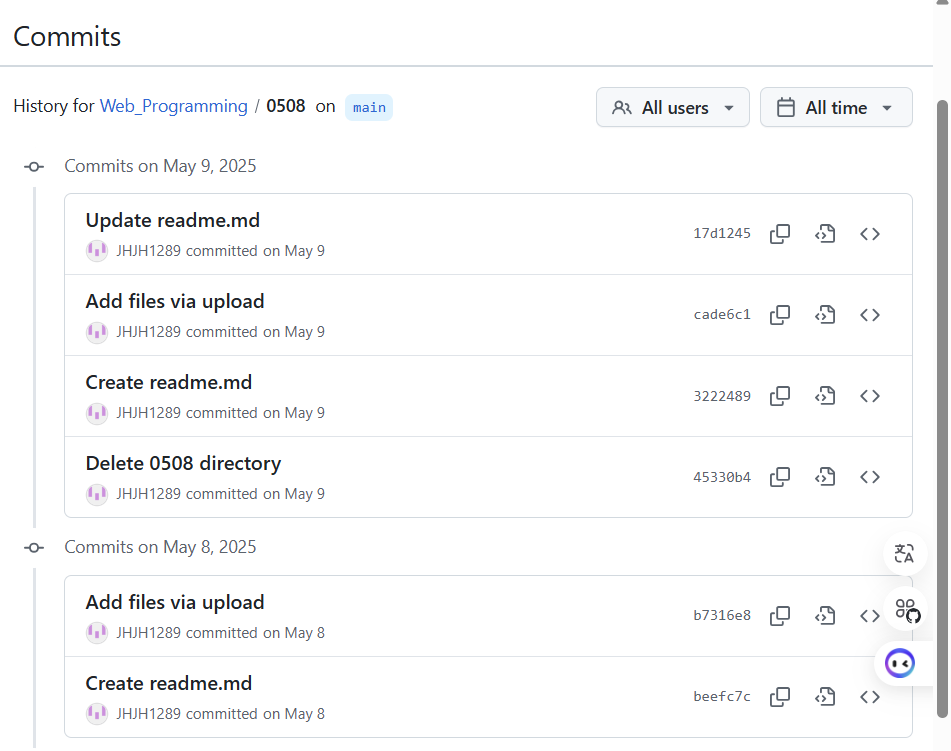 Commits
History for Web_Programming / 0508 on main
All users
All time
Commits on May 9, 2025
Update readme.md
17d1245
JHJH1289 committed on May 9
Add files via upload
cade6c1
JHJH1289 committed on May 9
Create readme.md
3222489
JHJH1289 committed on May 9
Delete 0508 directory
45330b4
JHJH1289 committed on May 9
Commits on May 8, 2025
Add files via upload
b7316e8
JHJH1289 committed on May 8
Create readme.md
beefc7c
JHJH1289 committed on May 8